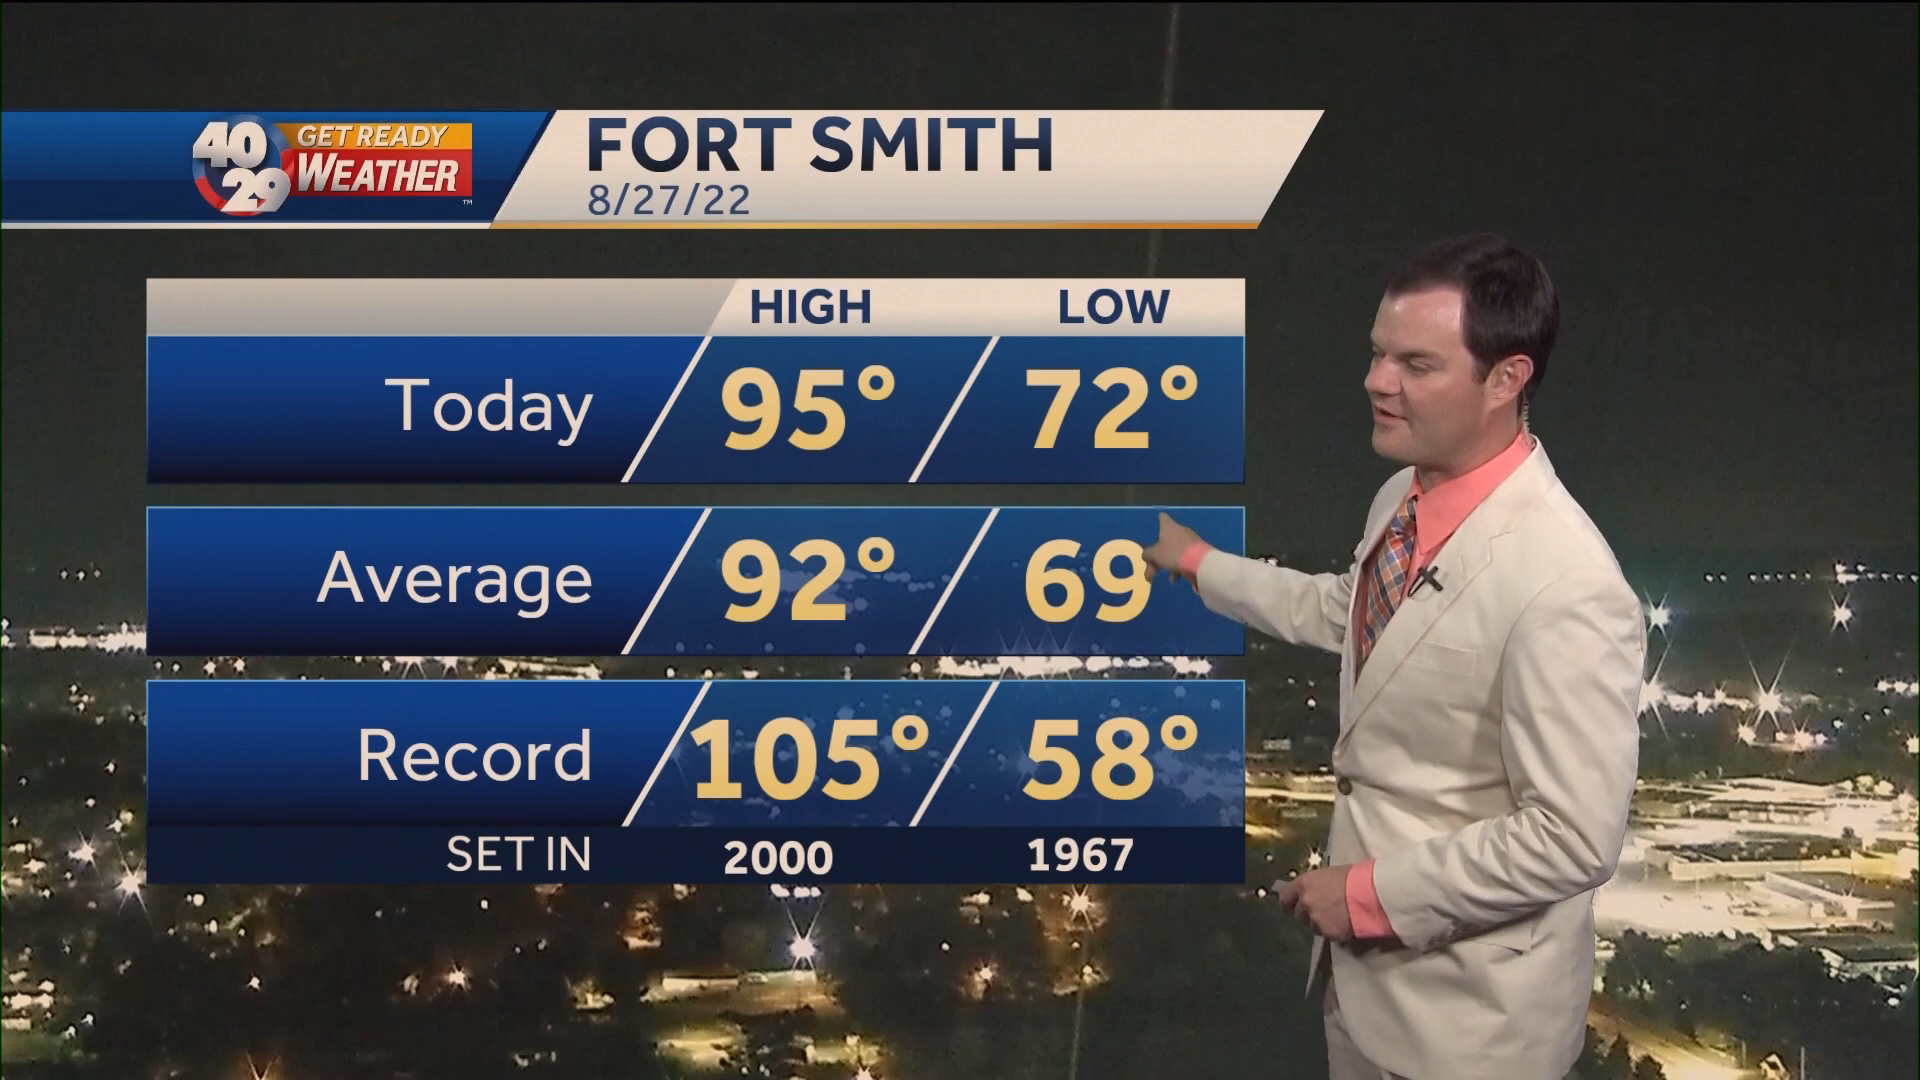 40
29
GET READY
WEATHER™
FORT SMITH
8/27/22
HIGH LOW
Today 95° 72°
Average 92° 69
Record 105° 58°
SET IN 2000 1967